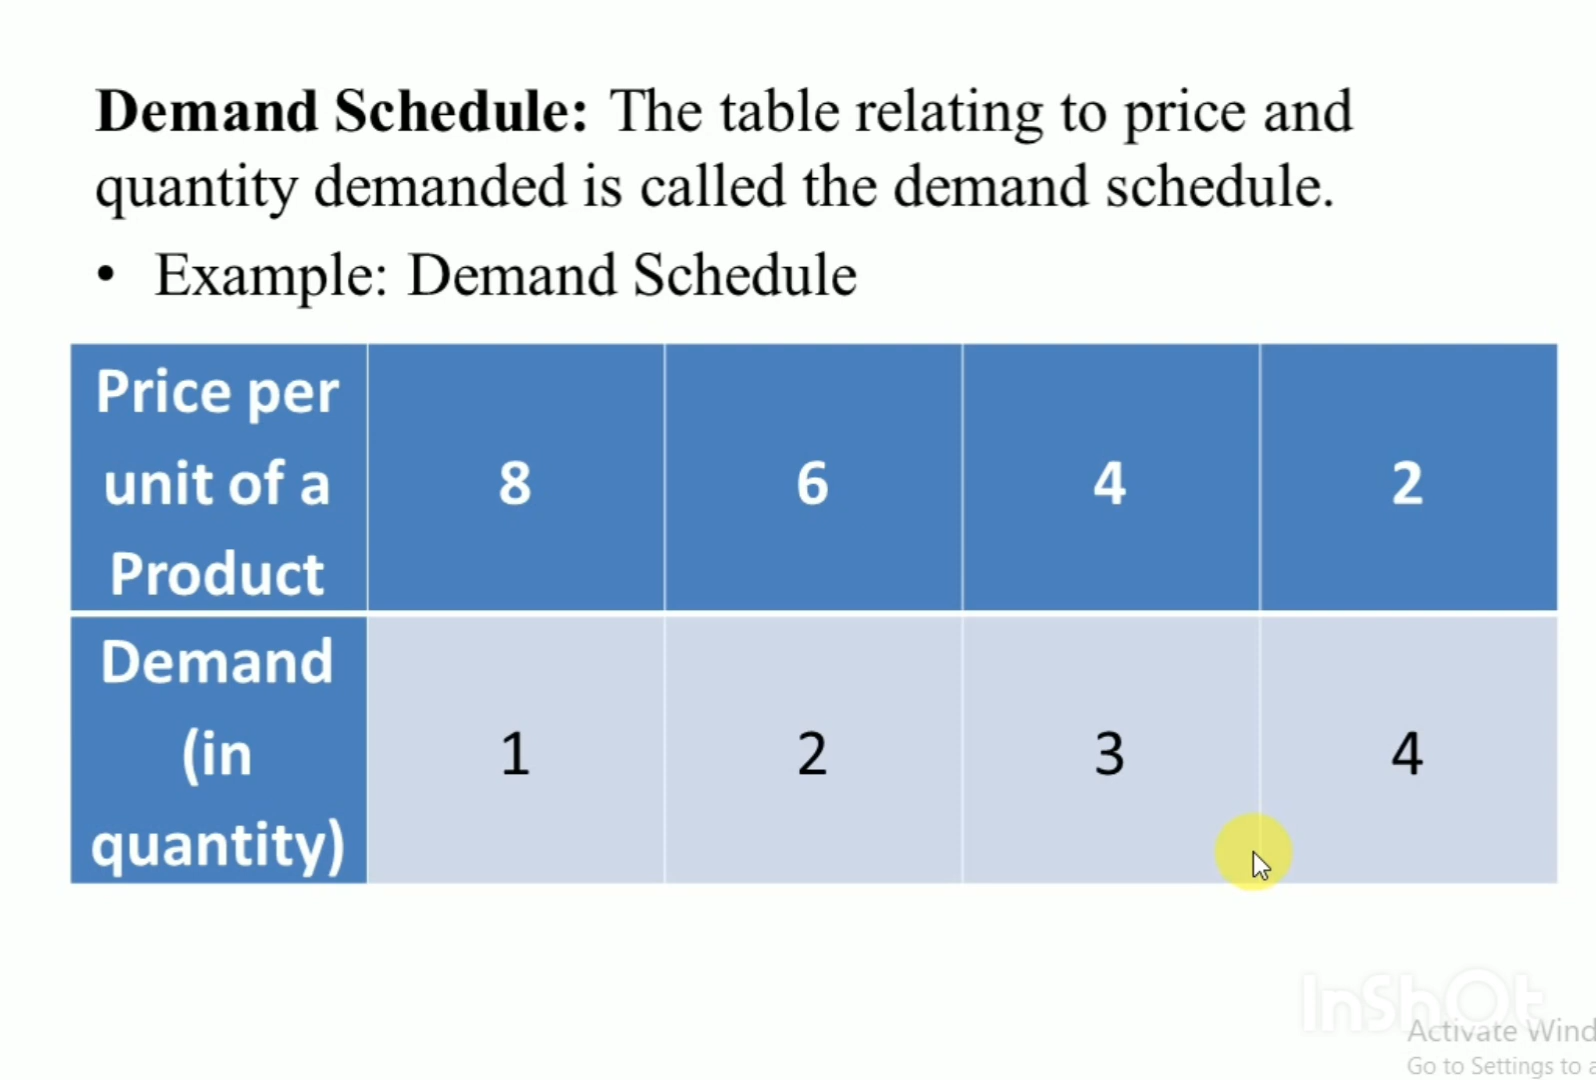 Demand Schedule: The table relating to price and
quantity demanded is called the demand schedule.
• Example: Demand Schedule
Price per
unit of a
Product
8
6
4
2
Demand
(in
quantity)
1
2
3
4
InShOt
Activate Wind
Go to Settings to a